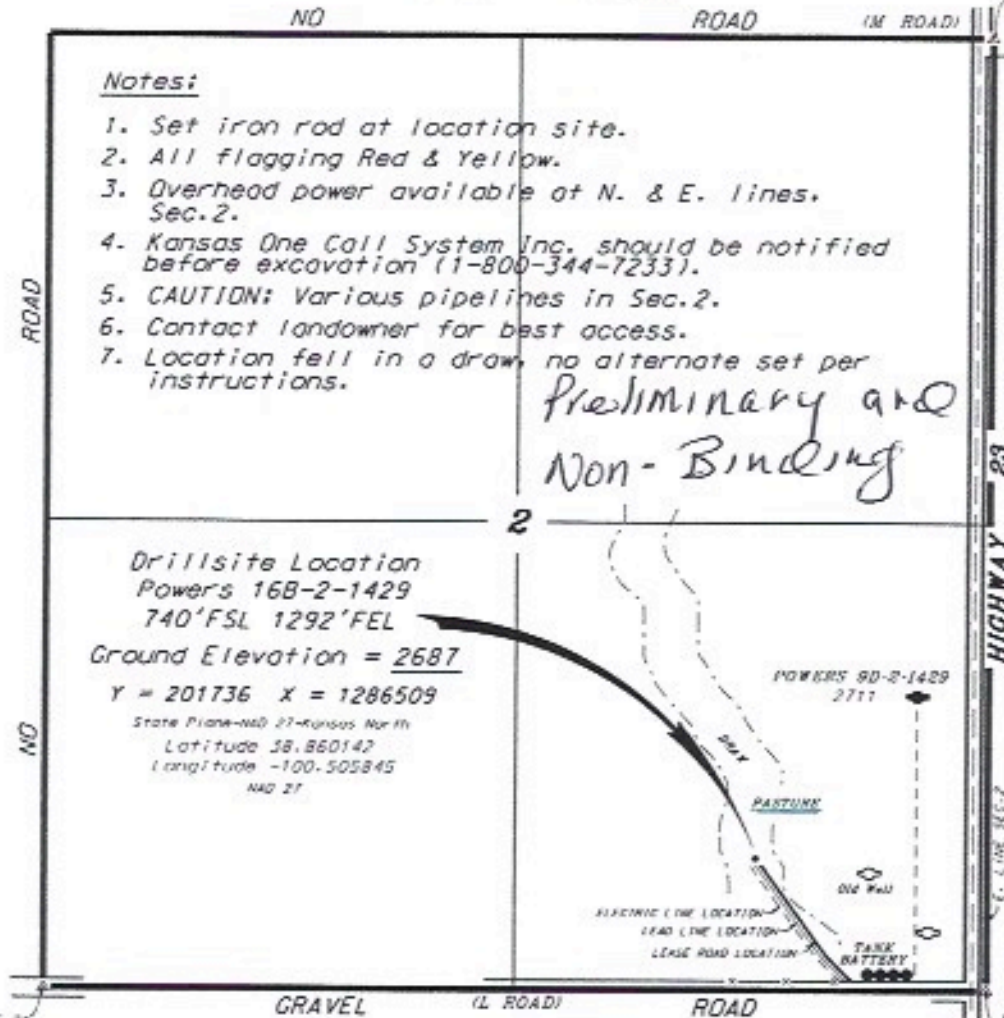 NO ROAD (M ROAD)
Notes:
1. Set iron rod at location site.
2. All flagging Red & Yellow.
3. Overhead power available at N. & E. lines.
Sec.2.
4. Kansas One Call System Inc. should be notified
before excavation (1-800-344-7233).
5. CAUTION: Various pipelines in Sec.2.
6. Contact landowner for best access.
7. Location fell in a draw, no alternate set per
instructions.
Preliminary and
Non-Binding
NO ROAD
2
HIGHWAY 23
Drillsite Location
Powers 16B-2-1429
740'FSL 1292'FEL
Ground Elevation = 2687
Y = 201736 X = 1286509
State Plane-NAD 27-Kansas North
Latitude 38.860142
Longitude -100.505845
NAD 27
POWERS 9D-2-1429
2711
DRAW
PASTURE
Old Well
ELECTRIC LINE LOCATION
LEAD LINE LOCATION
LEASE ROAD LOCATION
TANK
BATTERY
E. LINE SEC.2
GRAVEL (L ROAD) ROAD